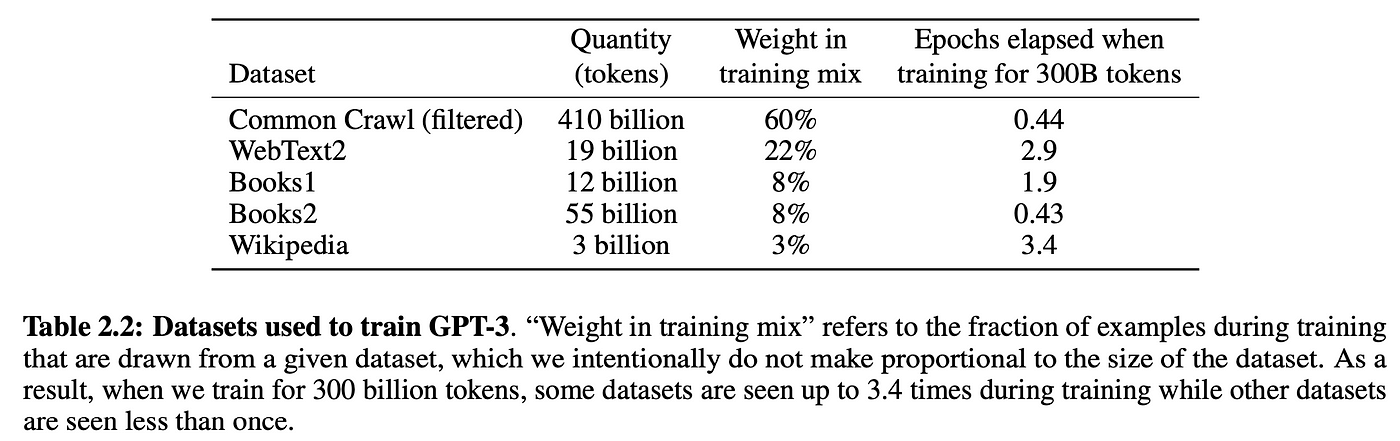 Dataset Quantity (tokens) Weight in training mix Epochs elapsed when training for 300B tokens
Common Crawl (filtered) 410 billion 60% 0.44
WebText2 19 billion 22% 2.9
Books1 12 billion 8% 1.9
Books2 55 billion 8% 0.43
Wikipedia 3 billion 3% 3.4
Table 2.2: Datasets used to train GPT-3. “Weight in training mix” refers to the fraction of examples during training
that are drawn from a given dataset, which we intentionally do not make proportional to the size of the dataset. As a
result, when we train for 300 billion tokens, some datasets are seen up to 3.4 times during training while other datasets
are seen less than once.